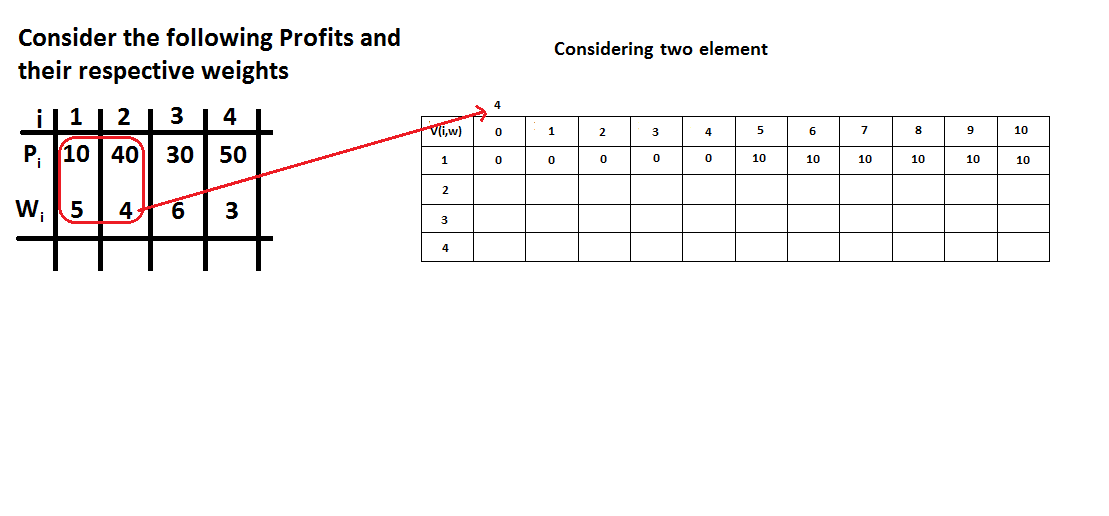 Consider the following Profits and
their respective weights
Considering two element
i 1 2 3 4
Pi 10 40 30 50
Wi 5 4 6 3
4
V(i,w) 0 1 2 3 4 5 6 7 8 9 10
1 0 0 0 0 0 10 10 10 10 10 10
2
3
4